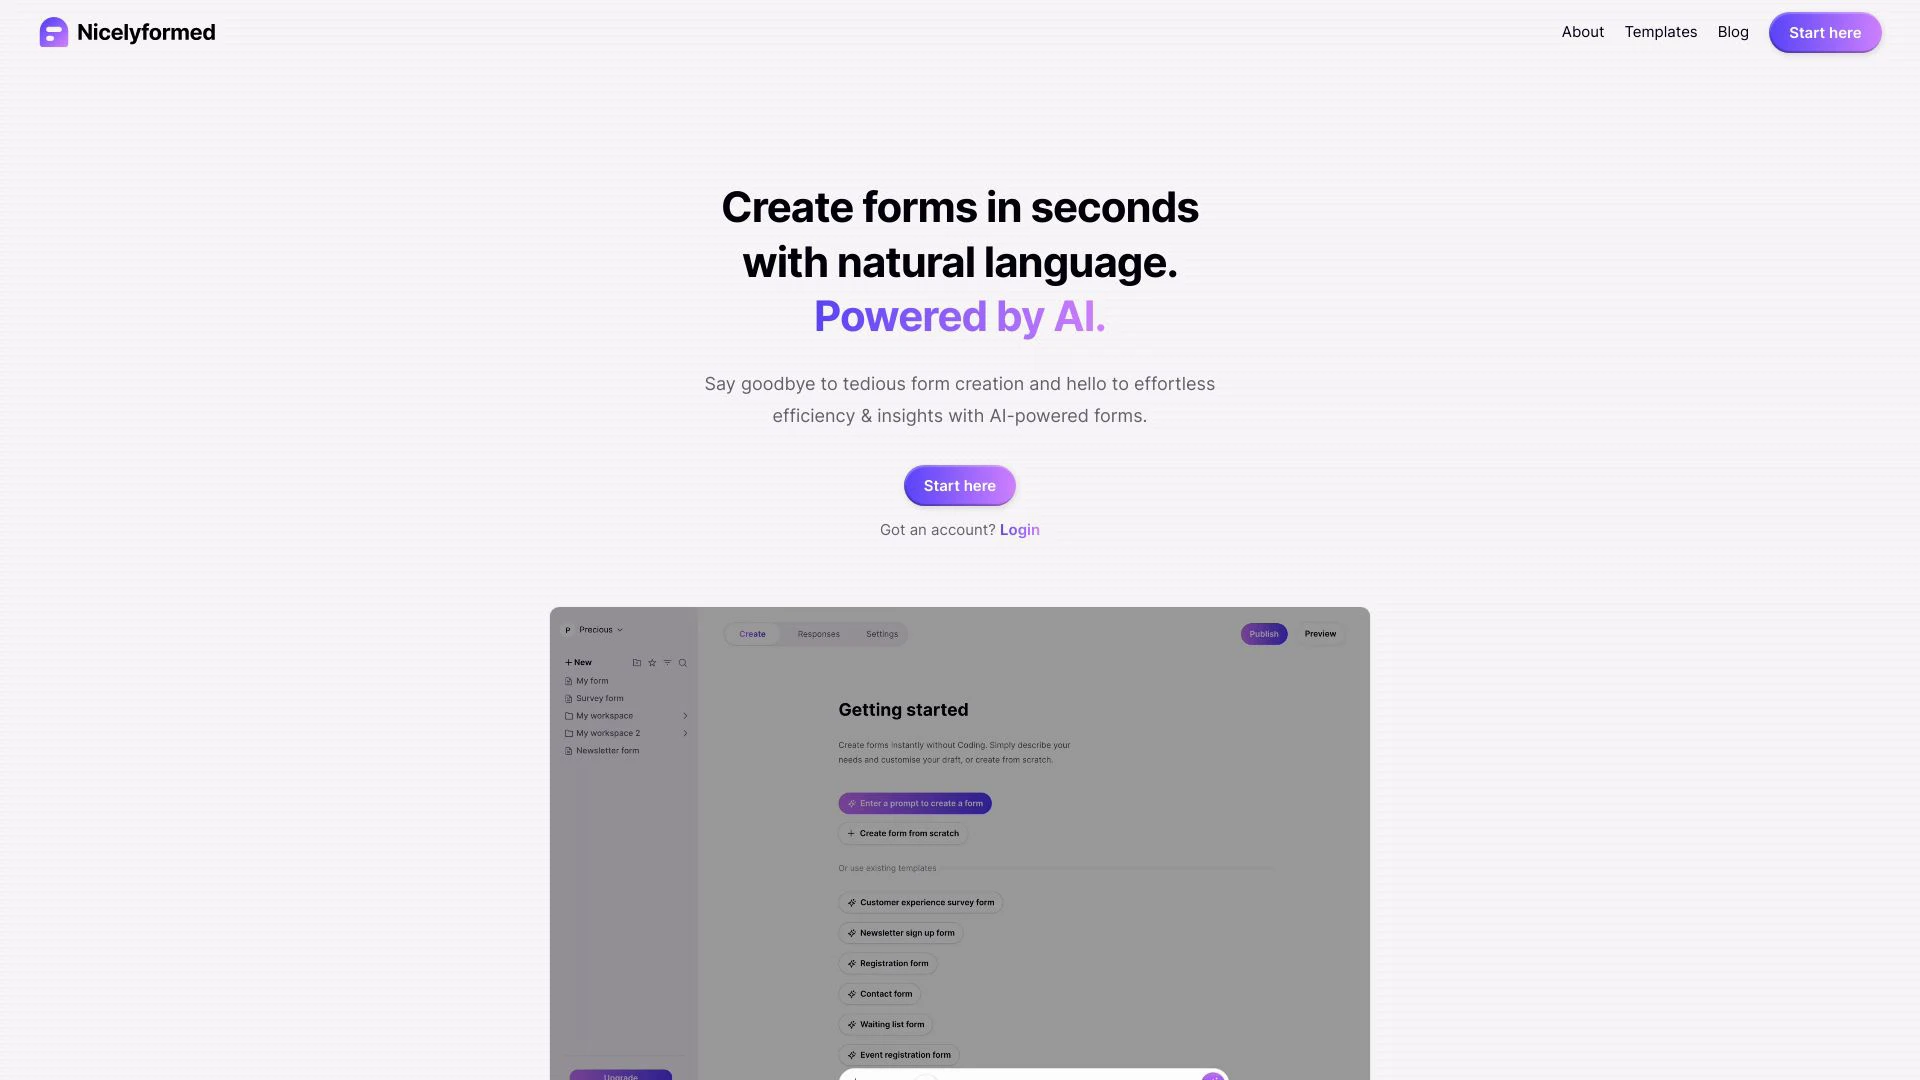 Nicelyformed
About
Templates
Blog
Start here
Create forms in seconds
with natural language.
Powered by AI.
Say goodbye to tedious form creation and hello to effortless
efficiency & insights with AI-powered forms.
Start here
Got an account? Login
P Precious
Create
Responses
Settings
Publish
Preview
+ New
My form
Survey form
My workspace
My workspace 2
Newsletter form
Getting started
Create forms instantly without Coding. Simply describe your
needs and customise your draft, or create from scratch.
Enter a prompt to create a form
+ Create form from scratch
Or use existing templates
Customer experience survey form
Newsletter sign up form
Registration form
Contact form
Waiting list form
Event registration form
Upgrade